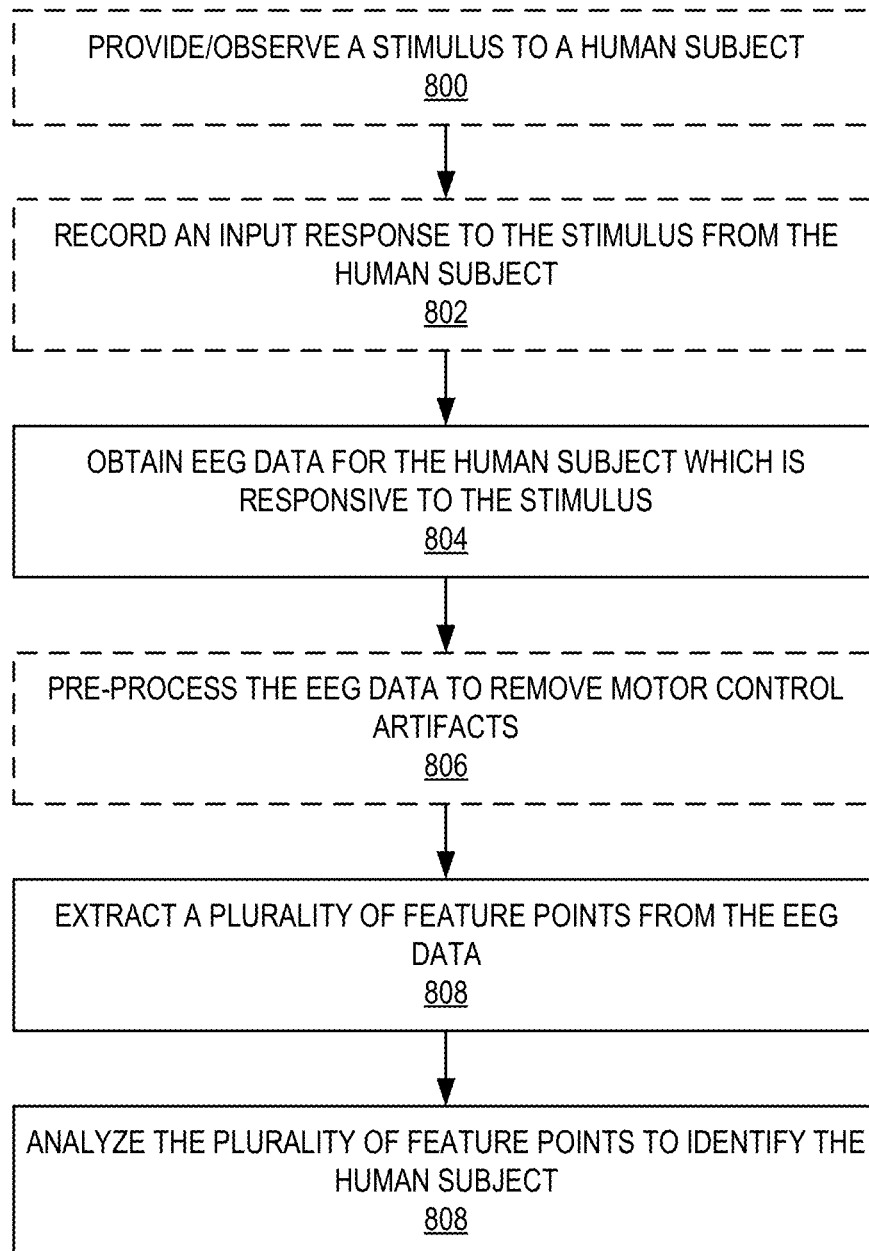 PROVIDE/OBSERVE A STIMULUS TO A HUMAN SUBJECT
800
RECORD AN INPUT RESPONSE TO THE STIMULUS FROM THE
HUMAN SUBJECT
802
OBTAIN EEG DATA FOR THE HUMAN SUBJECT WHICH IS
RESPONSIVE TO THE STIMULUS
804
PRE-PROCESS THE EEG DATA TO REMOVE MOTOR CONTROL
ARTIFACTS
806
EXTRACT A PLURALITY OF FEATURE POINTS FROM THE EEG
DATA
808
ANALYZE THE PLURALITY OF FEATURE POINTS TO IDENTIFY THE
HUMAN SUBJECT
808